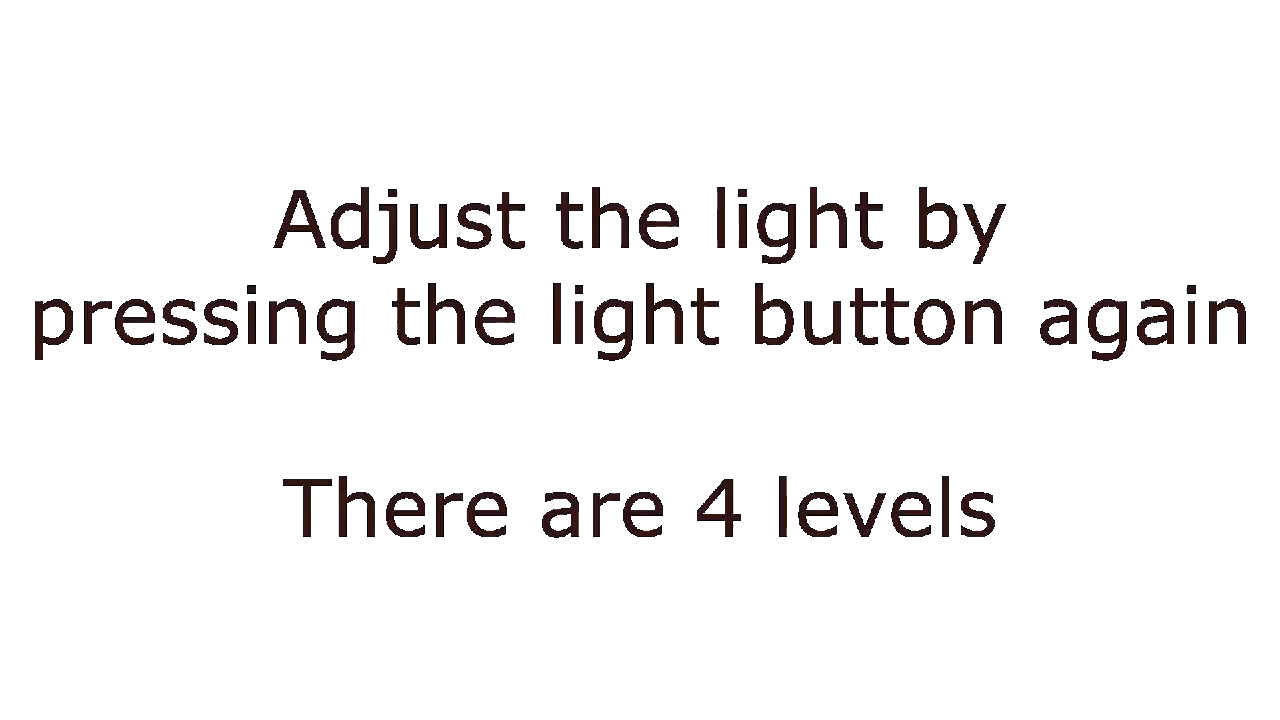 Adjust the light by
pressing the light button again
There are 4 levels